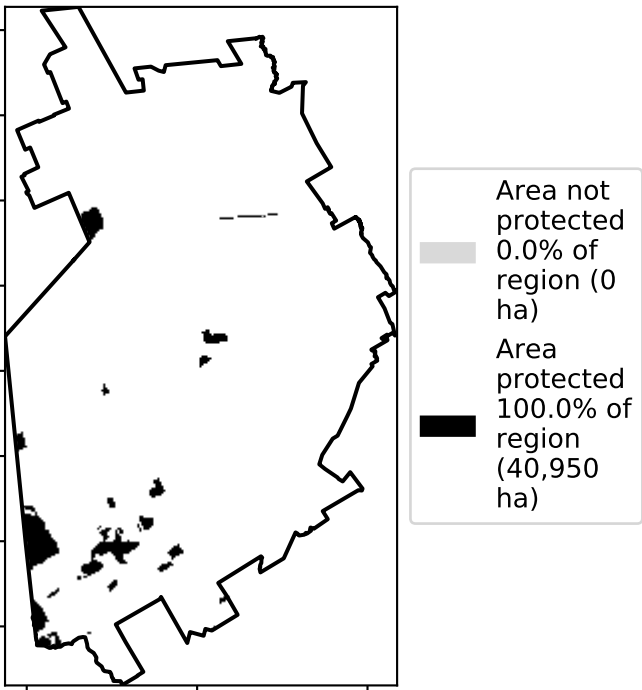 Area not
protected
0.0% of
region (0
ha)
Area
protected
100.0% of
region
(40,950
ha)